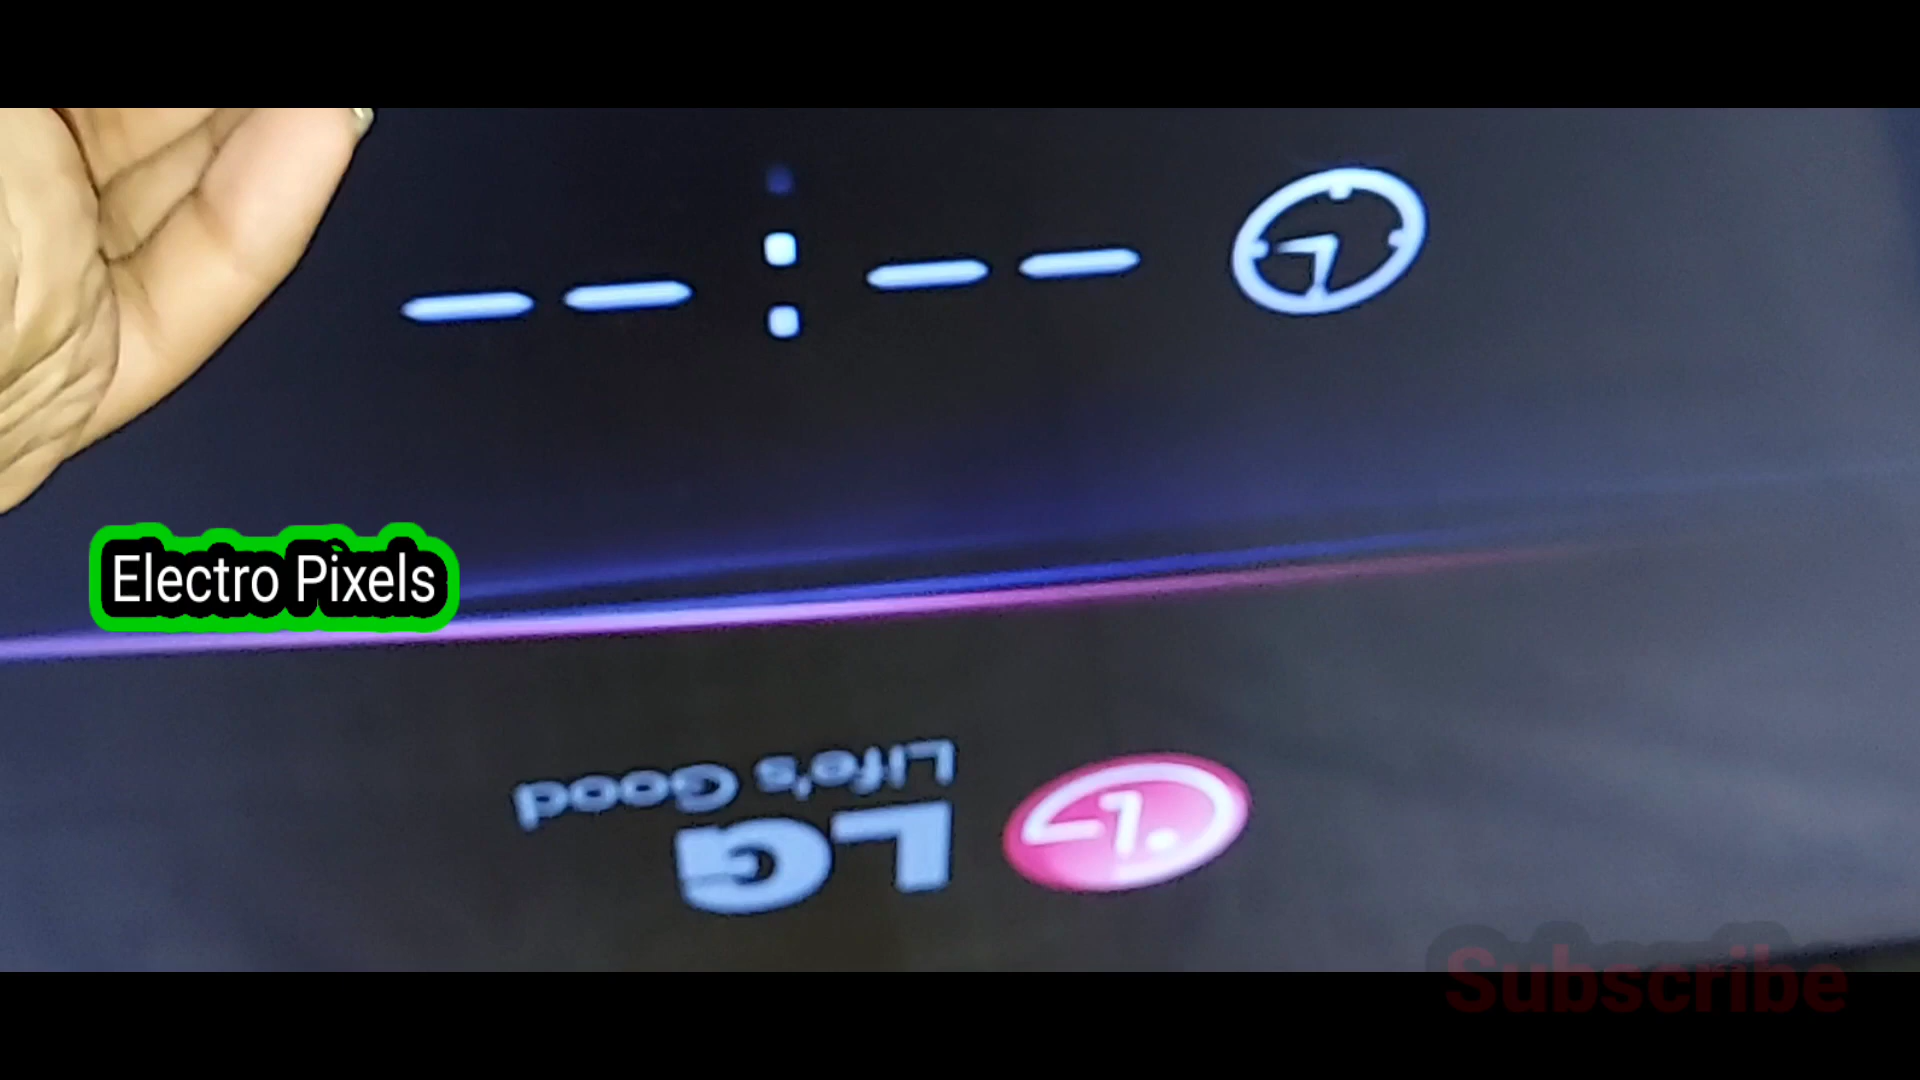 -- : --
Electro Pixels
LG
Life's Good
Subscribe